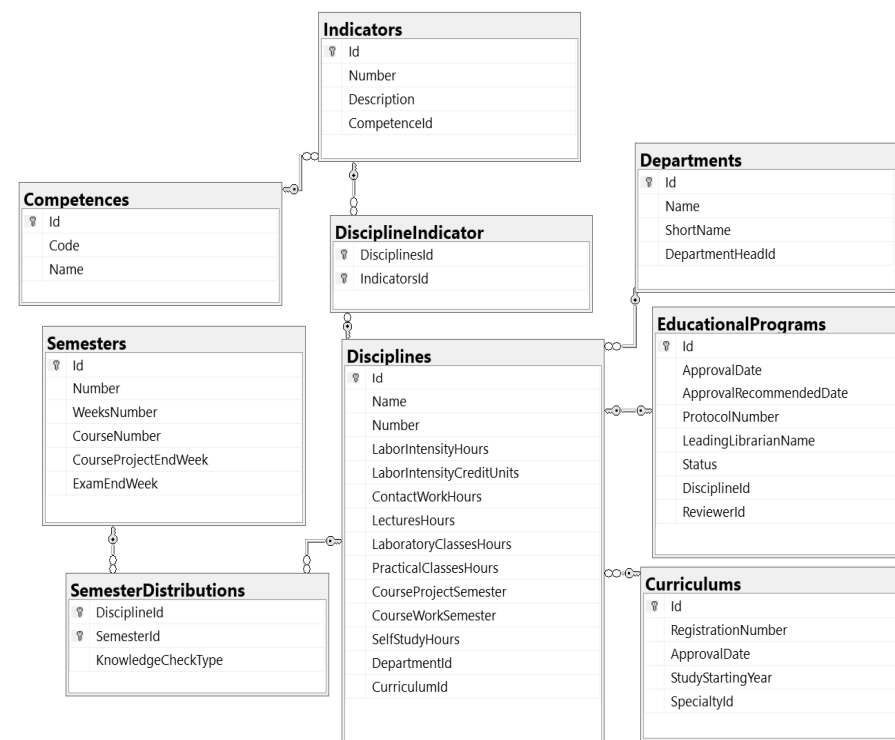 Indicators
Id
Number
Description
CompetenceId
Departments
Id
Name
ShortName
DepartmentHeadId
Competences
Id
Code
Name
DisciplineIndicator
DisciplinesId
IndicatorsId
EducationalPrograms
Id
ApprovalDate
ApprovalRecommendedDate
ProtocolNumber
LeadingLibrarianName
Status
DisciplineId
ReviewerId
Semesters
Id
Number
WeeksNumber
CourseNumber
CourseProjectEndWeek
ExamEndWeek
Disciplines
Id
Name
Number
LaborIntensityHours
LaborIntensityCreditUnits
ContactWorkHours
LecturesHours
LaboratoryClassesHours
PracticalClassesHours
CourseProjectSemester
CourseWorkSemester
SelfStudyHours
DepartmentId
CurriculumId
SemesterDistributions
DisciplineId
SemesterId
KnowledgeCheckType
Curriculums
Id
RegistrationNumber
ApprovalDate
StudyStartingYear
SpecialtyId